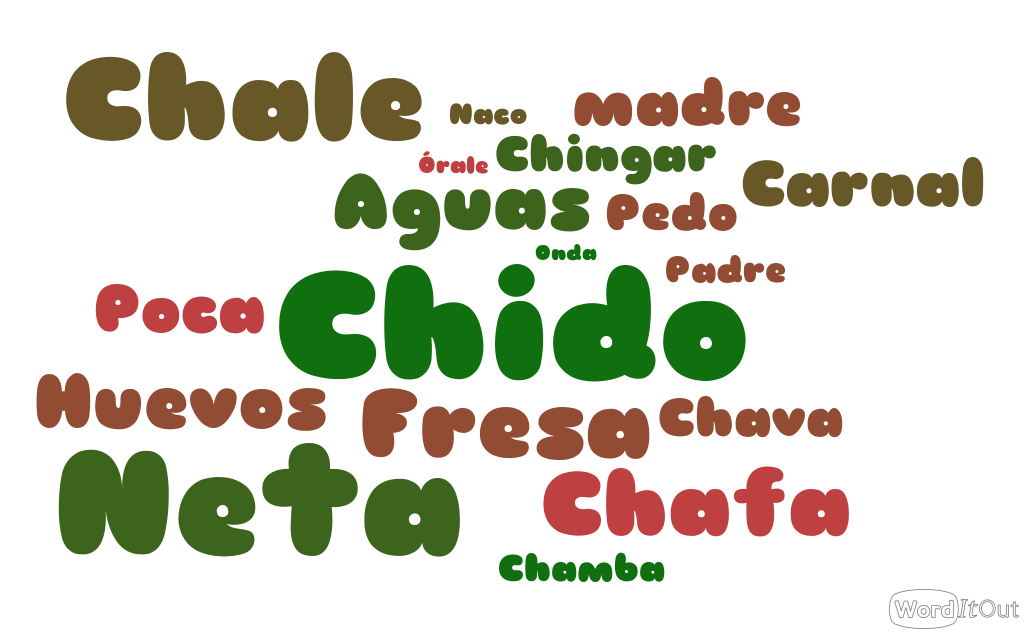 Chale
Naco
madre
Órale
Chingar
Carnal
Aguas
Pedo
Onda
Padre
Poca
Chido
Huevos
Fresa
Chava
Neta
Chafa
Chamba
WordItOut